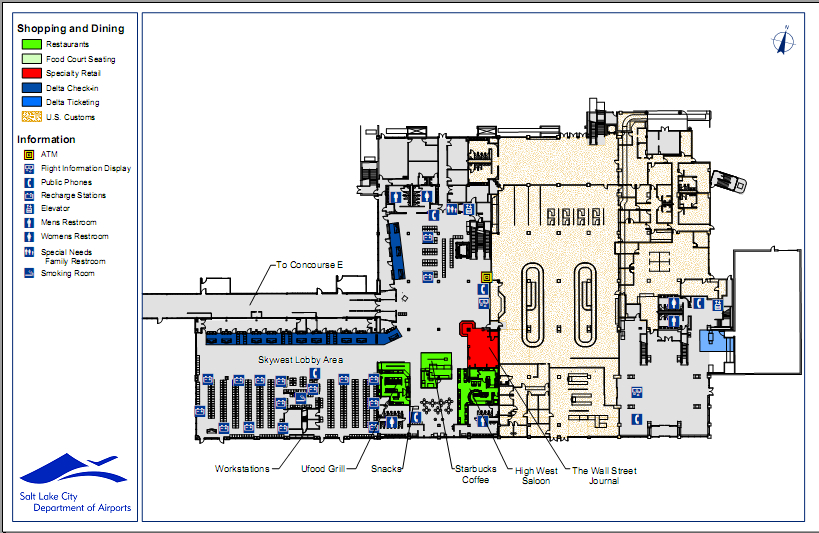 Shopping and Dining
Restaurants
Food Court Seating
Specialty Retail
Delta Check-in
Delta Ticketing
U.S. Customs
Information
ATM
Flight Information Display
Public Phones
Recharge Stations
Elevator
Mens Restroom
Womens Restroom
Special Needs
Family Restroom
Smoking Room
Salt Lake City
Department of Airports
N
To Concourse E
Skywest Lobby Area
Workstations
Ufood Grill
Snacks
Starbucks
Coffee
High West
Saloon
The Wall Street
Journal